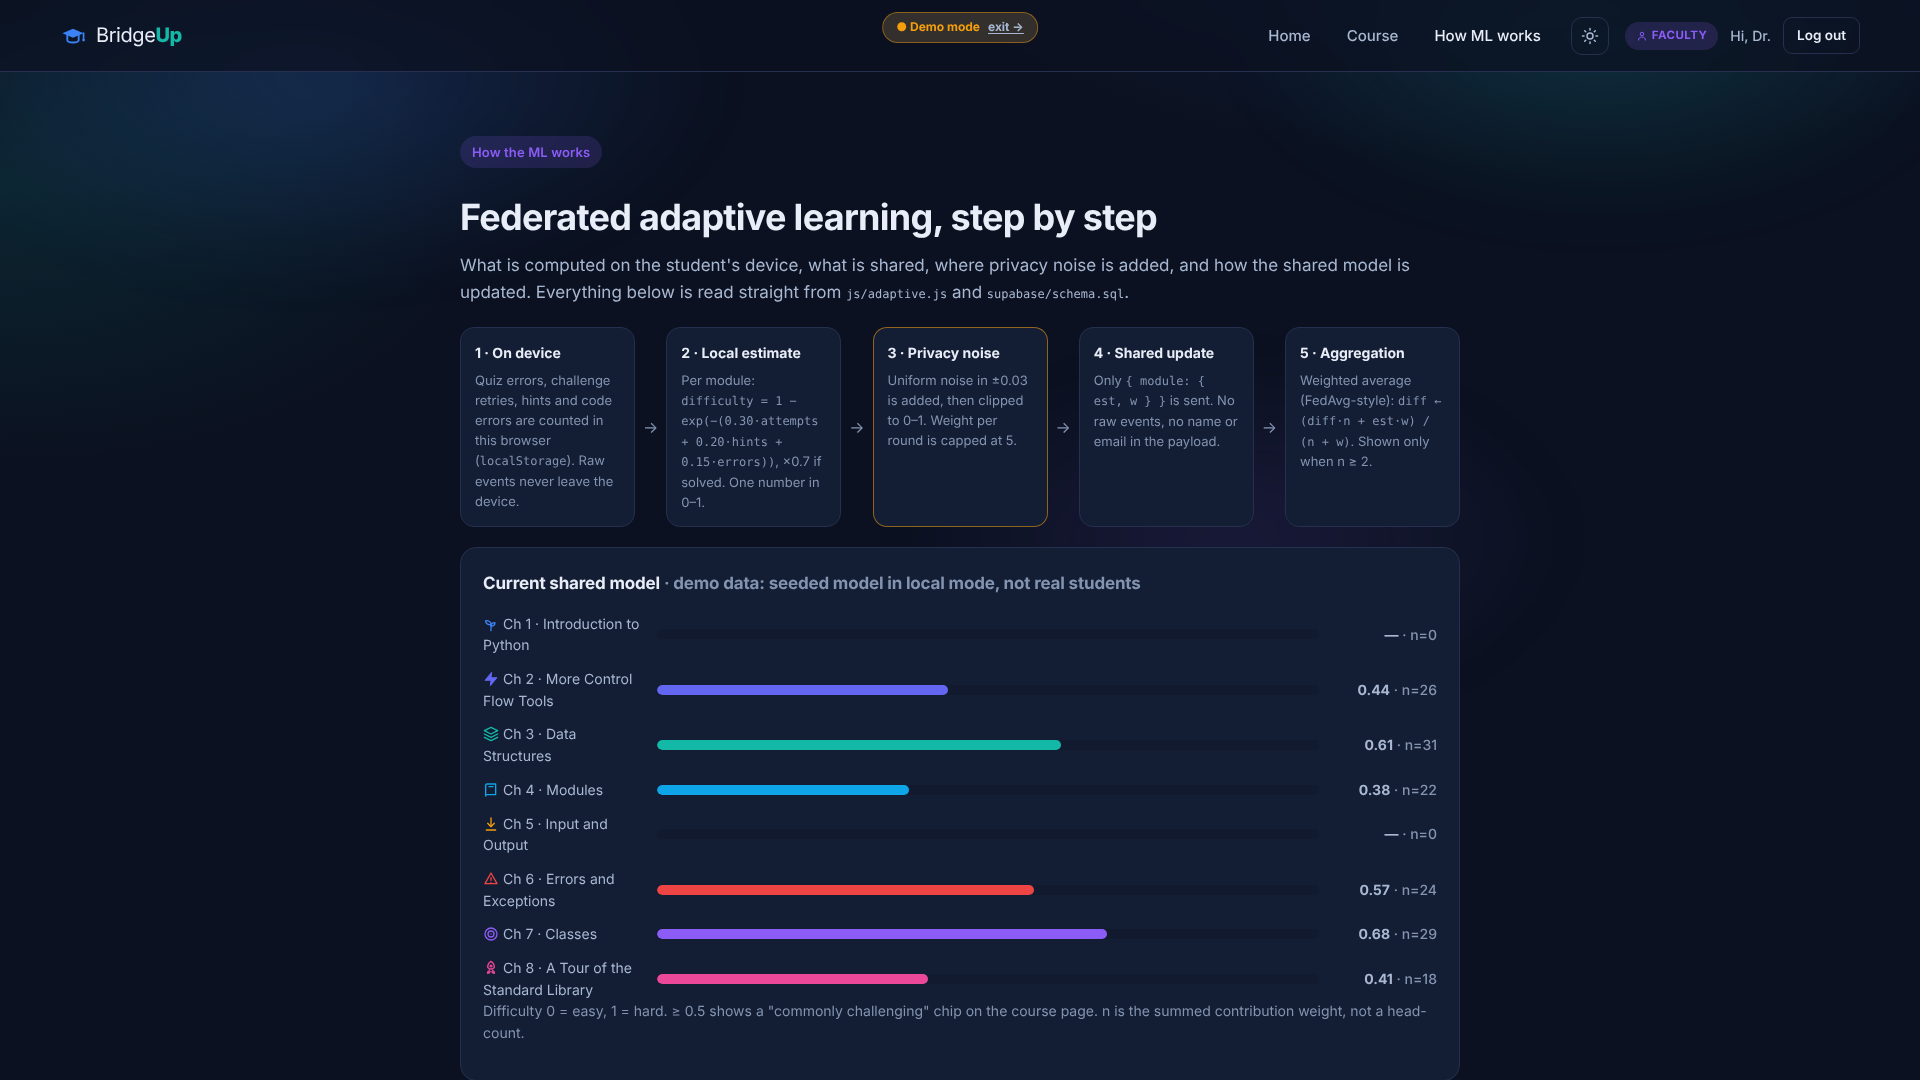 BridgeUp
Demo mode exit →
Home
Course
How ML works
FACULTY
Hi, Dr.
Log out
How the ML works
Federated adaptive learning, step by step
What is computed on the student's device, what is shared, where privacy noise is added, and how the shared model is
updated. Everything below is read straight from js/adaptive.js and supabase/schema.sql.
1 · On device
Quiz errors, challenge
retries, hints and code
errors are counted in
this browser
(localStorage). Raw
events never leave the
device.
→
2 · Local estimate
Per module:
difficulty = 1 −
exp(−(0.30·attempts
+ 0.20·hints +
0.15·errors)), ×0.7 if
solved. One number in
0–1.
→
3 · Privacy noise
Uniform noise in ±0.03
is added, then clipped
to 0–1. Weight per
round is capped at 5.
→
4 · Shared update
Only { module: {
est, w } } is sent. No
raw events, no name or
email in the payload.
→
5 · Aggregation
Weighted average
(FedAvg-style): diff ←
(diff·n + est·w) /
(n + w). Shown only
when n ≥ 2.
Current shared model · demo data: seeded model in local mode, not real students
Ch 1 · Introduction to
Python
— · n=0
Ch 2 · More Control
Flow Tools
0.44 · n=26
Ch 3 · Data
Structures
0.61 · n=31
Ch 4 · Modules
0.38 · n=22
Ch 5 · Input and
Output
— · n=0
Ch 6 · Errors and
Exceptions
0.57 · n=24
Ch 7 · Classes
0.68 · n=29
Ch 8 · A Tour of the
Standard Library
0.41 · n=18
Difficulty 0 = easy, 1 = hard. ≥ 0.5 shows a "commonly challenging" chip on the course page. n is the summed contribution weight, not a head-
count.